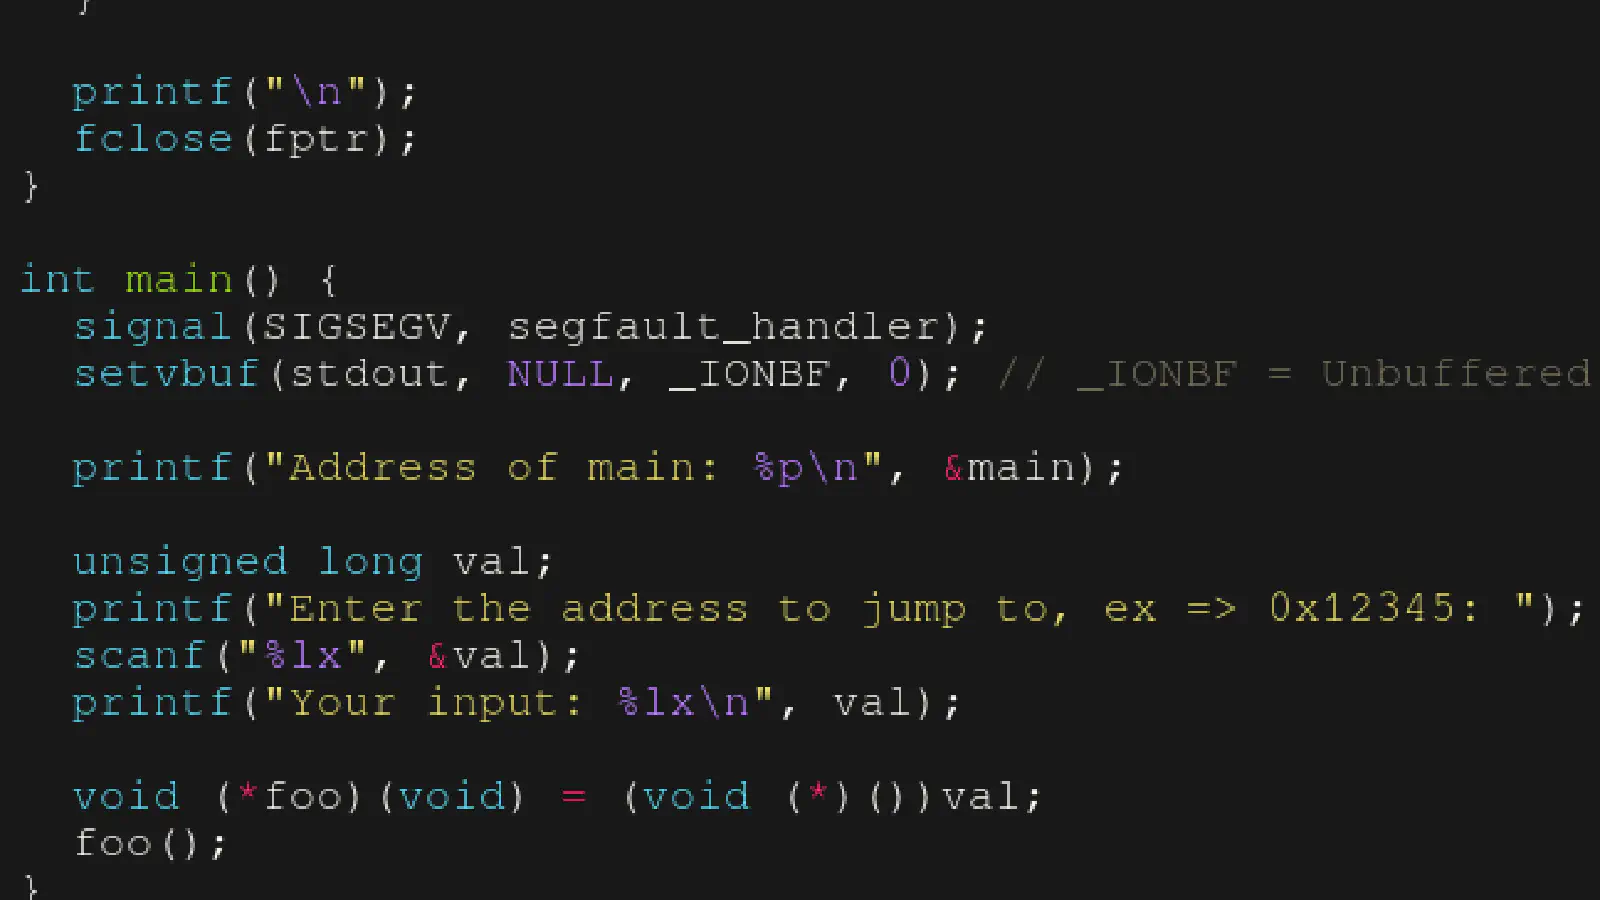 }
printf("\n");
fclose(fptr);
}
int main() {
signal(SIGSEGV, segfault_handler);
setvbuf(stdout, NULL, _IONBF, 0); // _IONBF = Unbuffered
printf("Address of main: %p\n", &main);
unsigned long val;
printf("Enter the address to jump to, ex => 0x12345: ");
scanf("%lx", &val);
printf("Your input: %lx\n", val);
void (*foo)(void) = (void (*)())val;
foo();
}